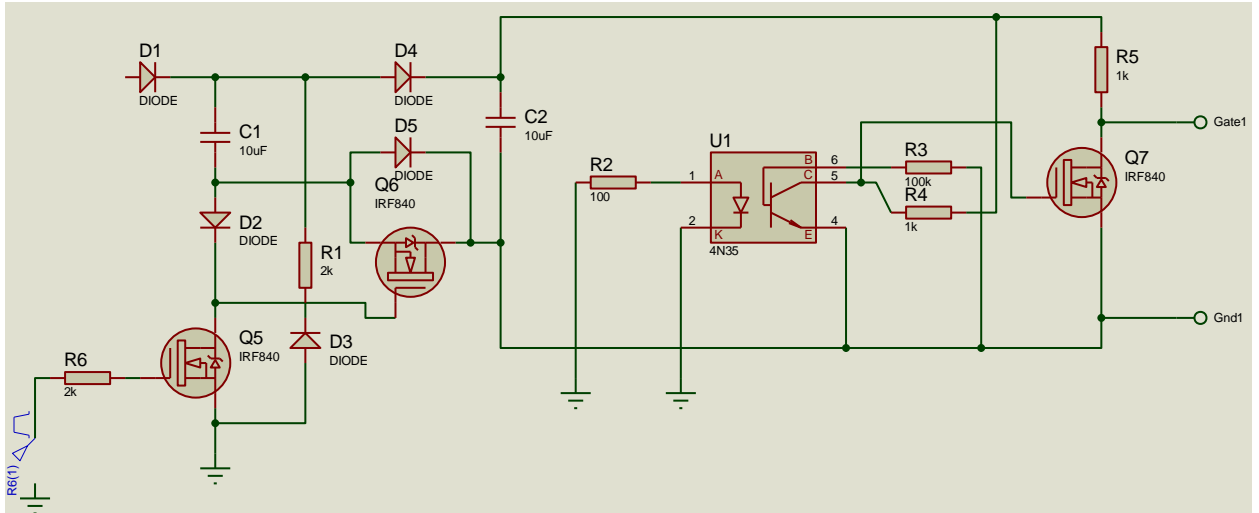 D1
DIODE
D4
DIODE
R5
1k
C1
10uF
D5
DIODE
C2
10uF
Gate1
U1
R2
100
1
A
2
K
B
6
C
5
E
4
4N35
R3
100k
R4
1k
Q7
IRF840
Q6
IRF840
D2
DIODE
R1
2k
Q5
IRF840
D3
DIODE
Gnd1
R6
2k
R6(1)